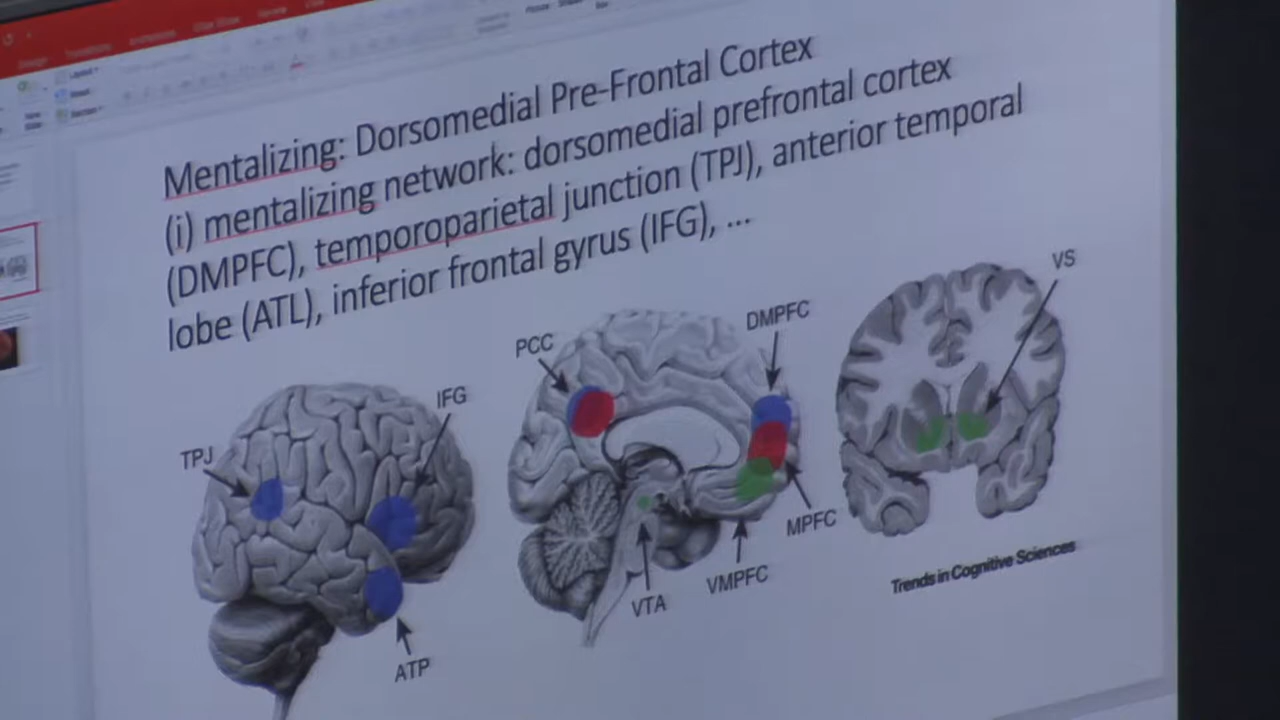 Mentalizing: Dorsomedial Pre-Frontal Cortex
(i) mentalizing network: dorsomedial prefrontal cortex
(DMPFC), temporoparietal junction (TPJ), anterior temporal
lobe (ATL), inferior frontal gyrus (IFG), ...
VS
DMPFC
PCC
IFG
TPJ
MPFC
VMPFC
VTA
ATP
Trends in Cognitive Sciences